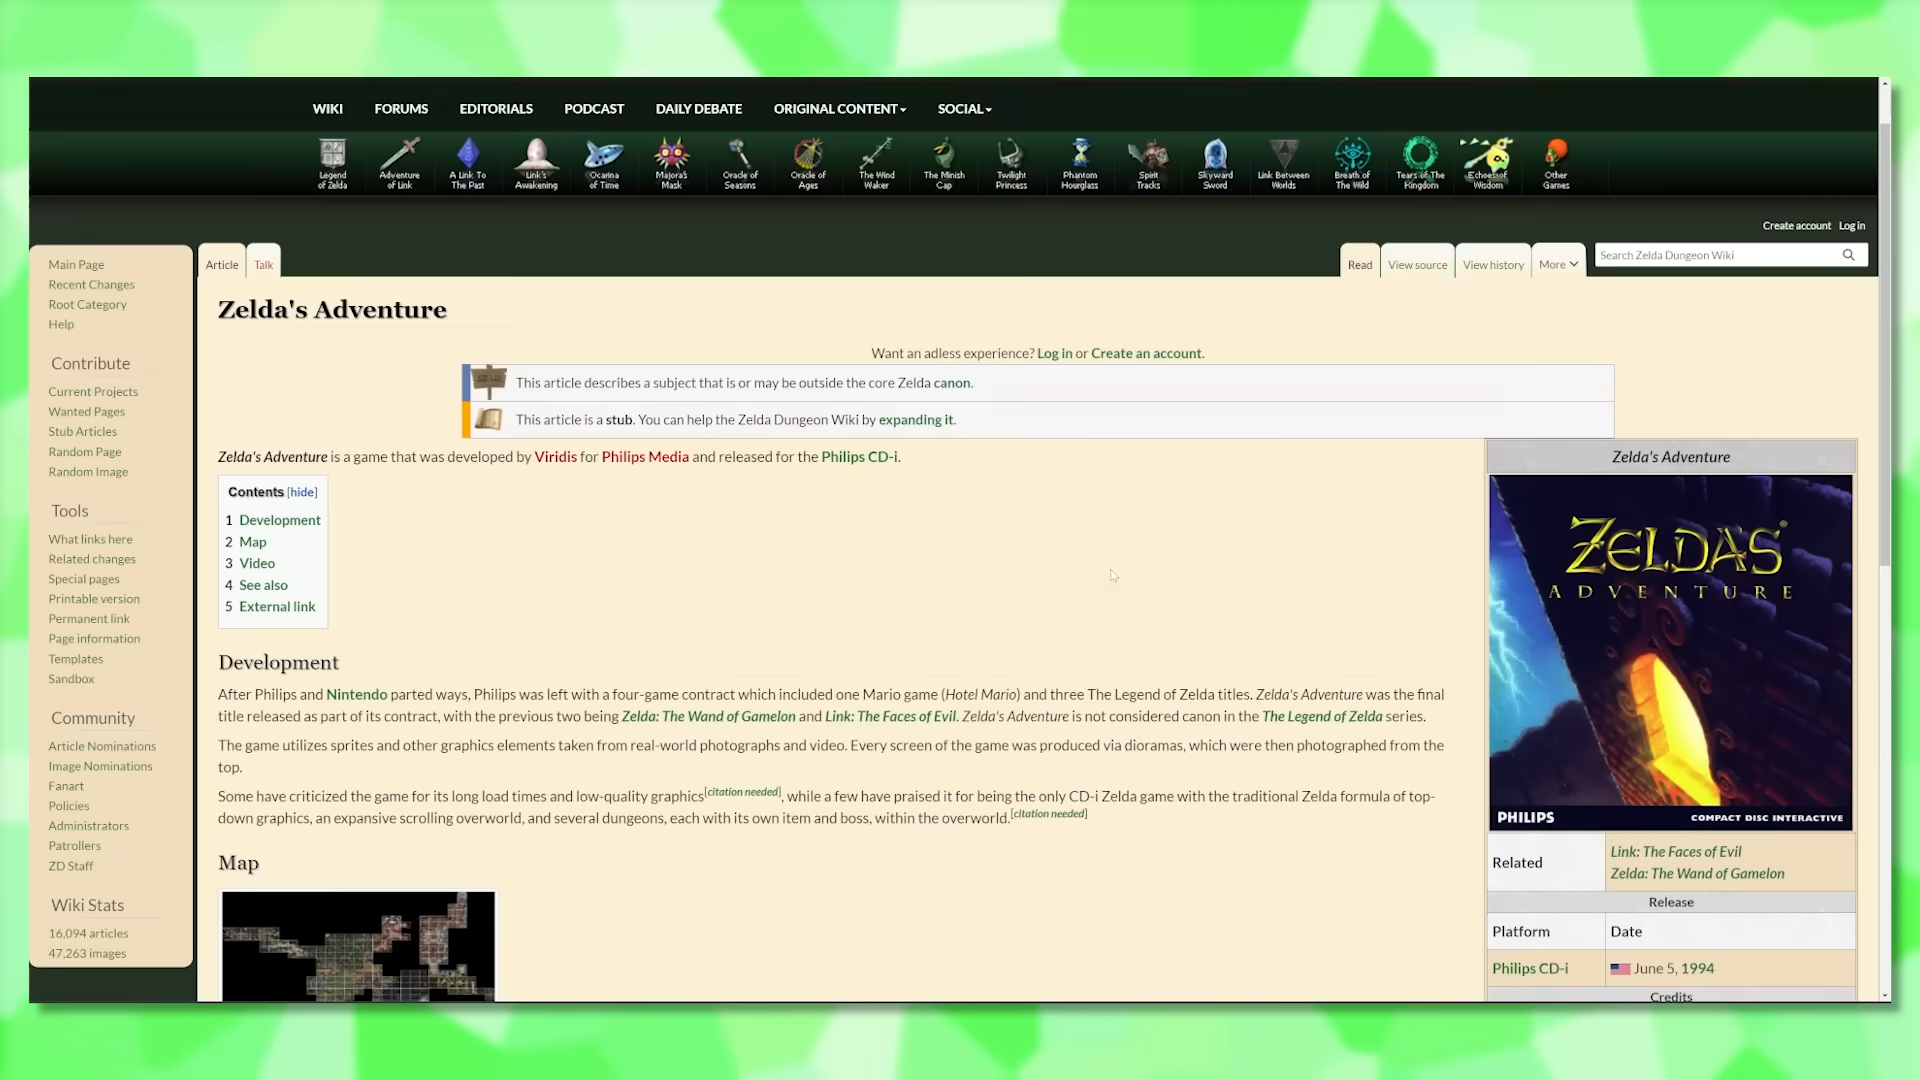 WIKI FORUMS EDITORIALS PODCAST DAILY DEBATE ORIGINAL CONTENT SOCIAL
Legend of Zelda
Adventure of Link
A Link To The Past
Link's Awakening
Ocarina of Time
Majora's Mask
Oracle of Seasons
Oracle of Ages
The Wind Waker
The Minish Cap
Twilight Princess
Phantom Hourglass
Spirit Tracks
Skyward Sword
Link Between Worlds
Breath of The Wild
Tears of The Kingdom
Echoes of Wisdom
Other Games
Create account Log in
Article Talk
Read View source View history More
Search Zelda Dungeon Wiki
Main Page
Recent Changes
Root Category
Help
Contribute
Current Projects
Wanted Pages
Stub Articles
Random Page
Random Image
Tools
What links here
Related changes
Special pages
Printable version
Permanent link
Page information
Templates
Sandbox
Community
Article Nominations
Image Nominations
Fanart
Policies
Administrators
Patrollers
ZD Staff
Wiki Stats
16,094 articles
47,263 images
Zelda's Adventure
Want an adless experience? Log in or Create an account.
This article describes a subject that is or may be outside the core Zelda canon.
This article is a stub. You can help the Zelda Dungeon Wiki by expanding it.
Zelda's Adventure is a game that was developed by Viridis for Philips Media and released for the Philips CD-i.
Contents [hide]
1 Development
2 Map
3 Video
4 See also
5 External link
Development
After Philips and Nintendo parted ways, Philips was left with a four-game contract which included one Mario game (Hotel Mario) and three The Legend of Zelda titles. Zelda's Adventure was the final
title released as part of its contract, with the previous two being Zelda: The Wand of Gamelon and Link: The Faces of Evil. Zelda's Adventure is not considered canon in the The Legend of Zelda series.
The game utilizes sprites and other graphics elements taken from real-world photographs and video. Every screen of the game was produced via dioramas, which were then photographed from the
top.
Some have criticized the game for its long load times and low-quality graphics[citation needed], while a few have praised it for being the only CD-i Zelda game with the traditional Zelda formula of top-
down graphics, an expansive scrolling overworld, and several dungeons, each with its own item and boss, within the overworld.[citation needed]
Map
Zelda's Adventure
ZELDAS®
ADVENTURE
PHILIPS COMPACT DISC INTERACTIVE
Related
Link: The Faces of Evil
Zelda: The Wand of Gamelon
Release
Platform Date
Philips CD-i June 5, 1994
Credits